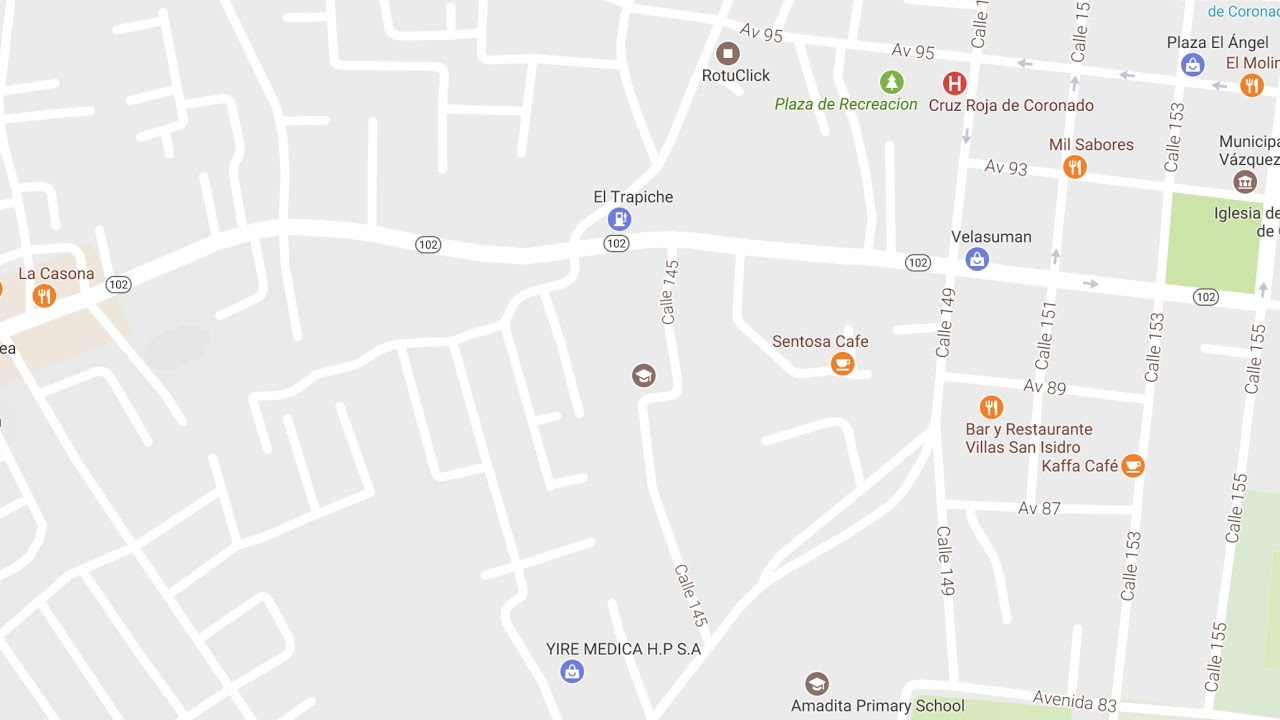 de Coronad
Calle 1
Calle 15
Av 95
Av 95
Plaza El Ángel
El Molin
RotuClick
Plaza de Recreacion
H
Cruz Roja de Coronado
Calle 153
Mil Sabores
Municipa
Vázquez
Av 93
El Trapiche
Iglesia de
de
102
102
102
Velasuman
La Casona
102
102
Calle 145
Calle 149
Calle 151
Calle 153
Calle 155
ea
Sentosa Cafe
Av 89
Bar y Restaurante
Villas San Isidro
Kaffa Café
Av 87
Calle 155
Calle 149
Calle 153
Calle 145
YIRE MEDICA H.P S.A
Calle 155
Amadita Primary School
Avenida 83